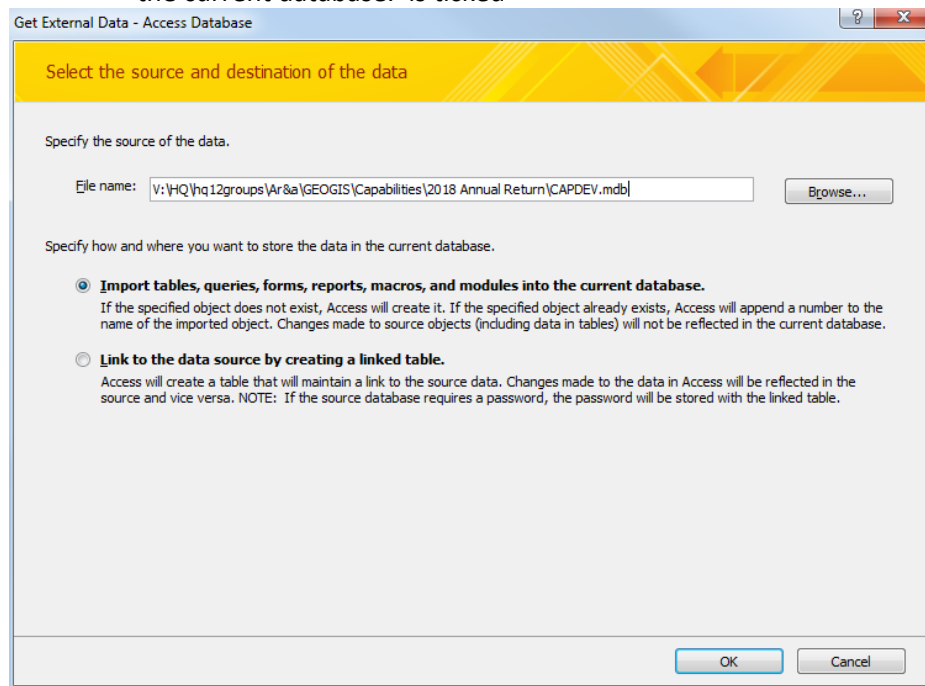 the current database.' is ticked
Get External Data - Access Database
?
X
Select the source and destination of the data
Specify the source of the data.
File name: V:\HQ\hq12groups\Ar&a\GEOGIS\Capabilities\2018 Annual Return\CAPDEV.mdb Browse...
Specify how and where you want to store the data in the current database.
Import tables, queries, forms, reports, macros, and modules into the current database.
If the specified object does not exist, Access will create it. If the specified object already exists, Access will append a number to the
name of the imported object. Changes made to source objects (including data in tables) will not be reflected in the current database.
Link to the data source by creating a linked table.
Access will create a table that will maintain a link to the source data. Changes made to the data in Access will be reflected in the
source and vice versa. NOTE: If the source database requires a password, the password will be stored with the linked table.
OK Cancel